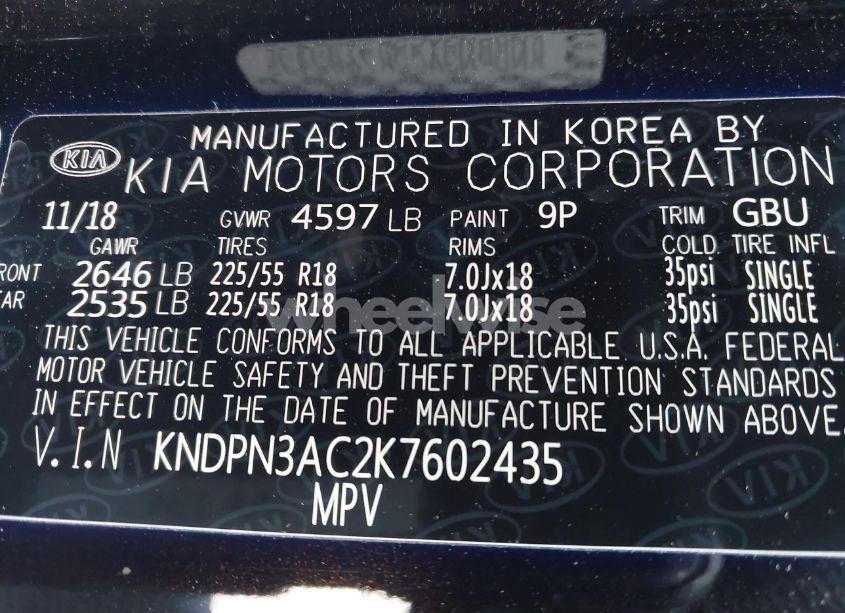 MANUFACTURED IN KOREA BY
KIA KIA MOTORS CORPORATION
11/18 GVWR 4597 LB PAINT 9P TRIM GBU
GAWR TIRES RIMS COLD TIRE INFL
RONT 2646 LB 225/55 R18 7.0Jx18 35psi SINGLE
EAR 2535 LB 225/55 R18 7.0Jx18 35psi SINGLE
wheelwise
THIS VEHICLE CONFORMS TO ALL APPLICABLE U.S.A. FEDERAL
MOTOR VEHICLE SAFETY AND THEFT PREVENTION STANDARDS
IN EFFECT ON THE DATE OF MANUFACTURE SHOWN ABOVE.
V.I.N KNDPN3AC2K7602435
MPV